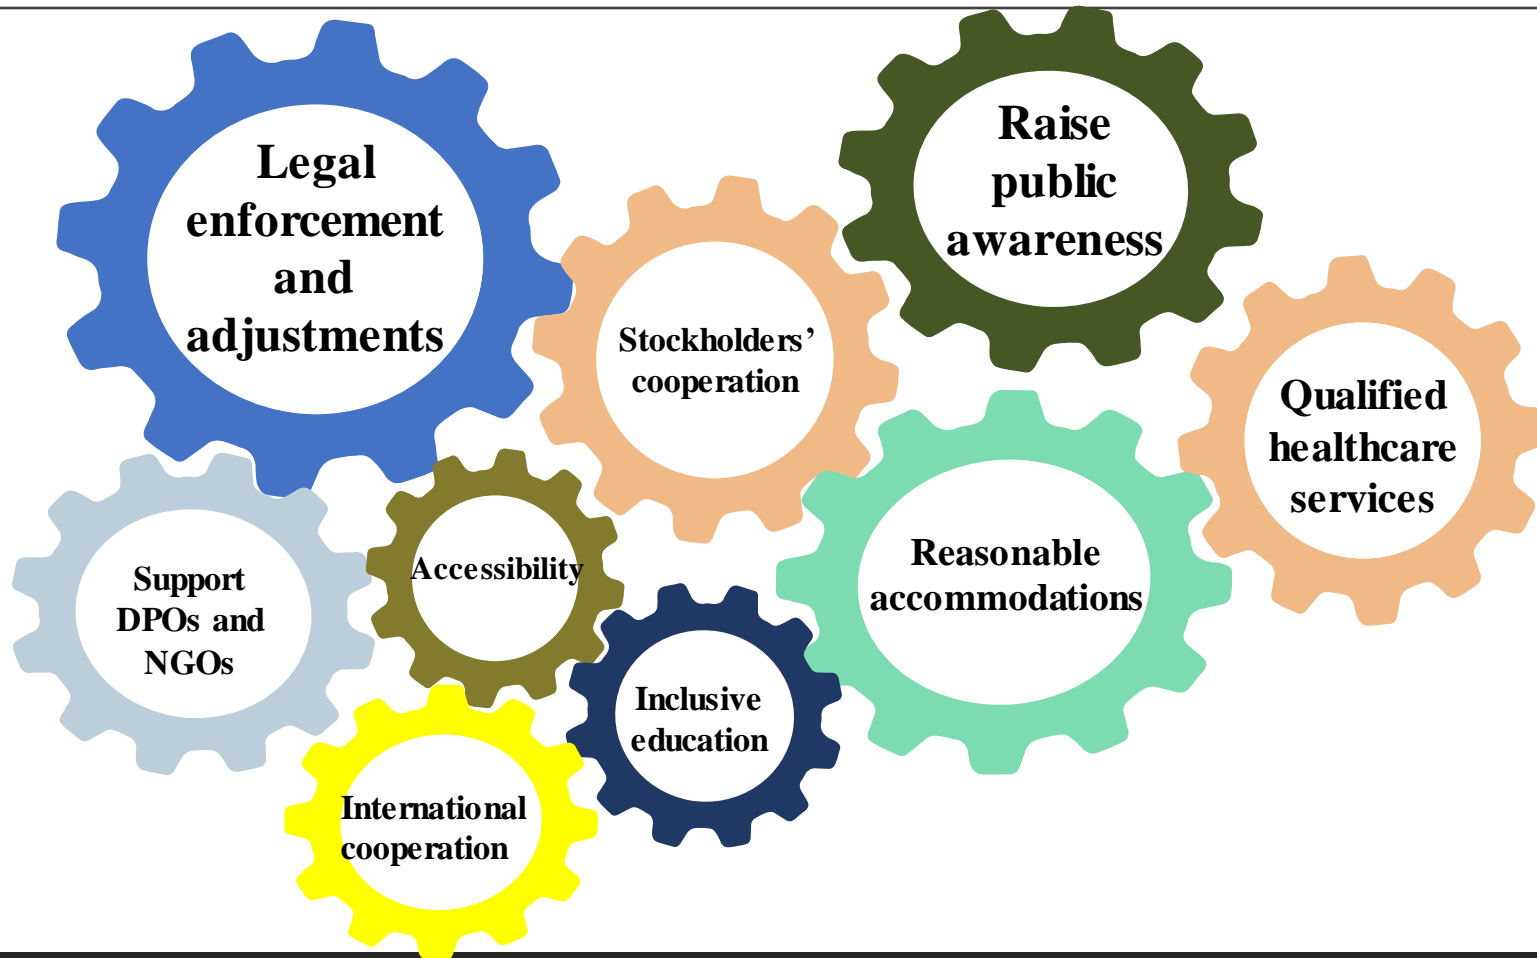 Legal
enforcement
and
adjustments
Raise
public
awareness
Stockholders’
cooperation
Qualified
healthcare
services
Support
DPOs and
NGOs
Accessibility
Reasonable
accommodations
Inclusive
education
International
cooperation